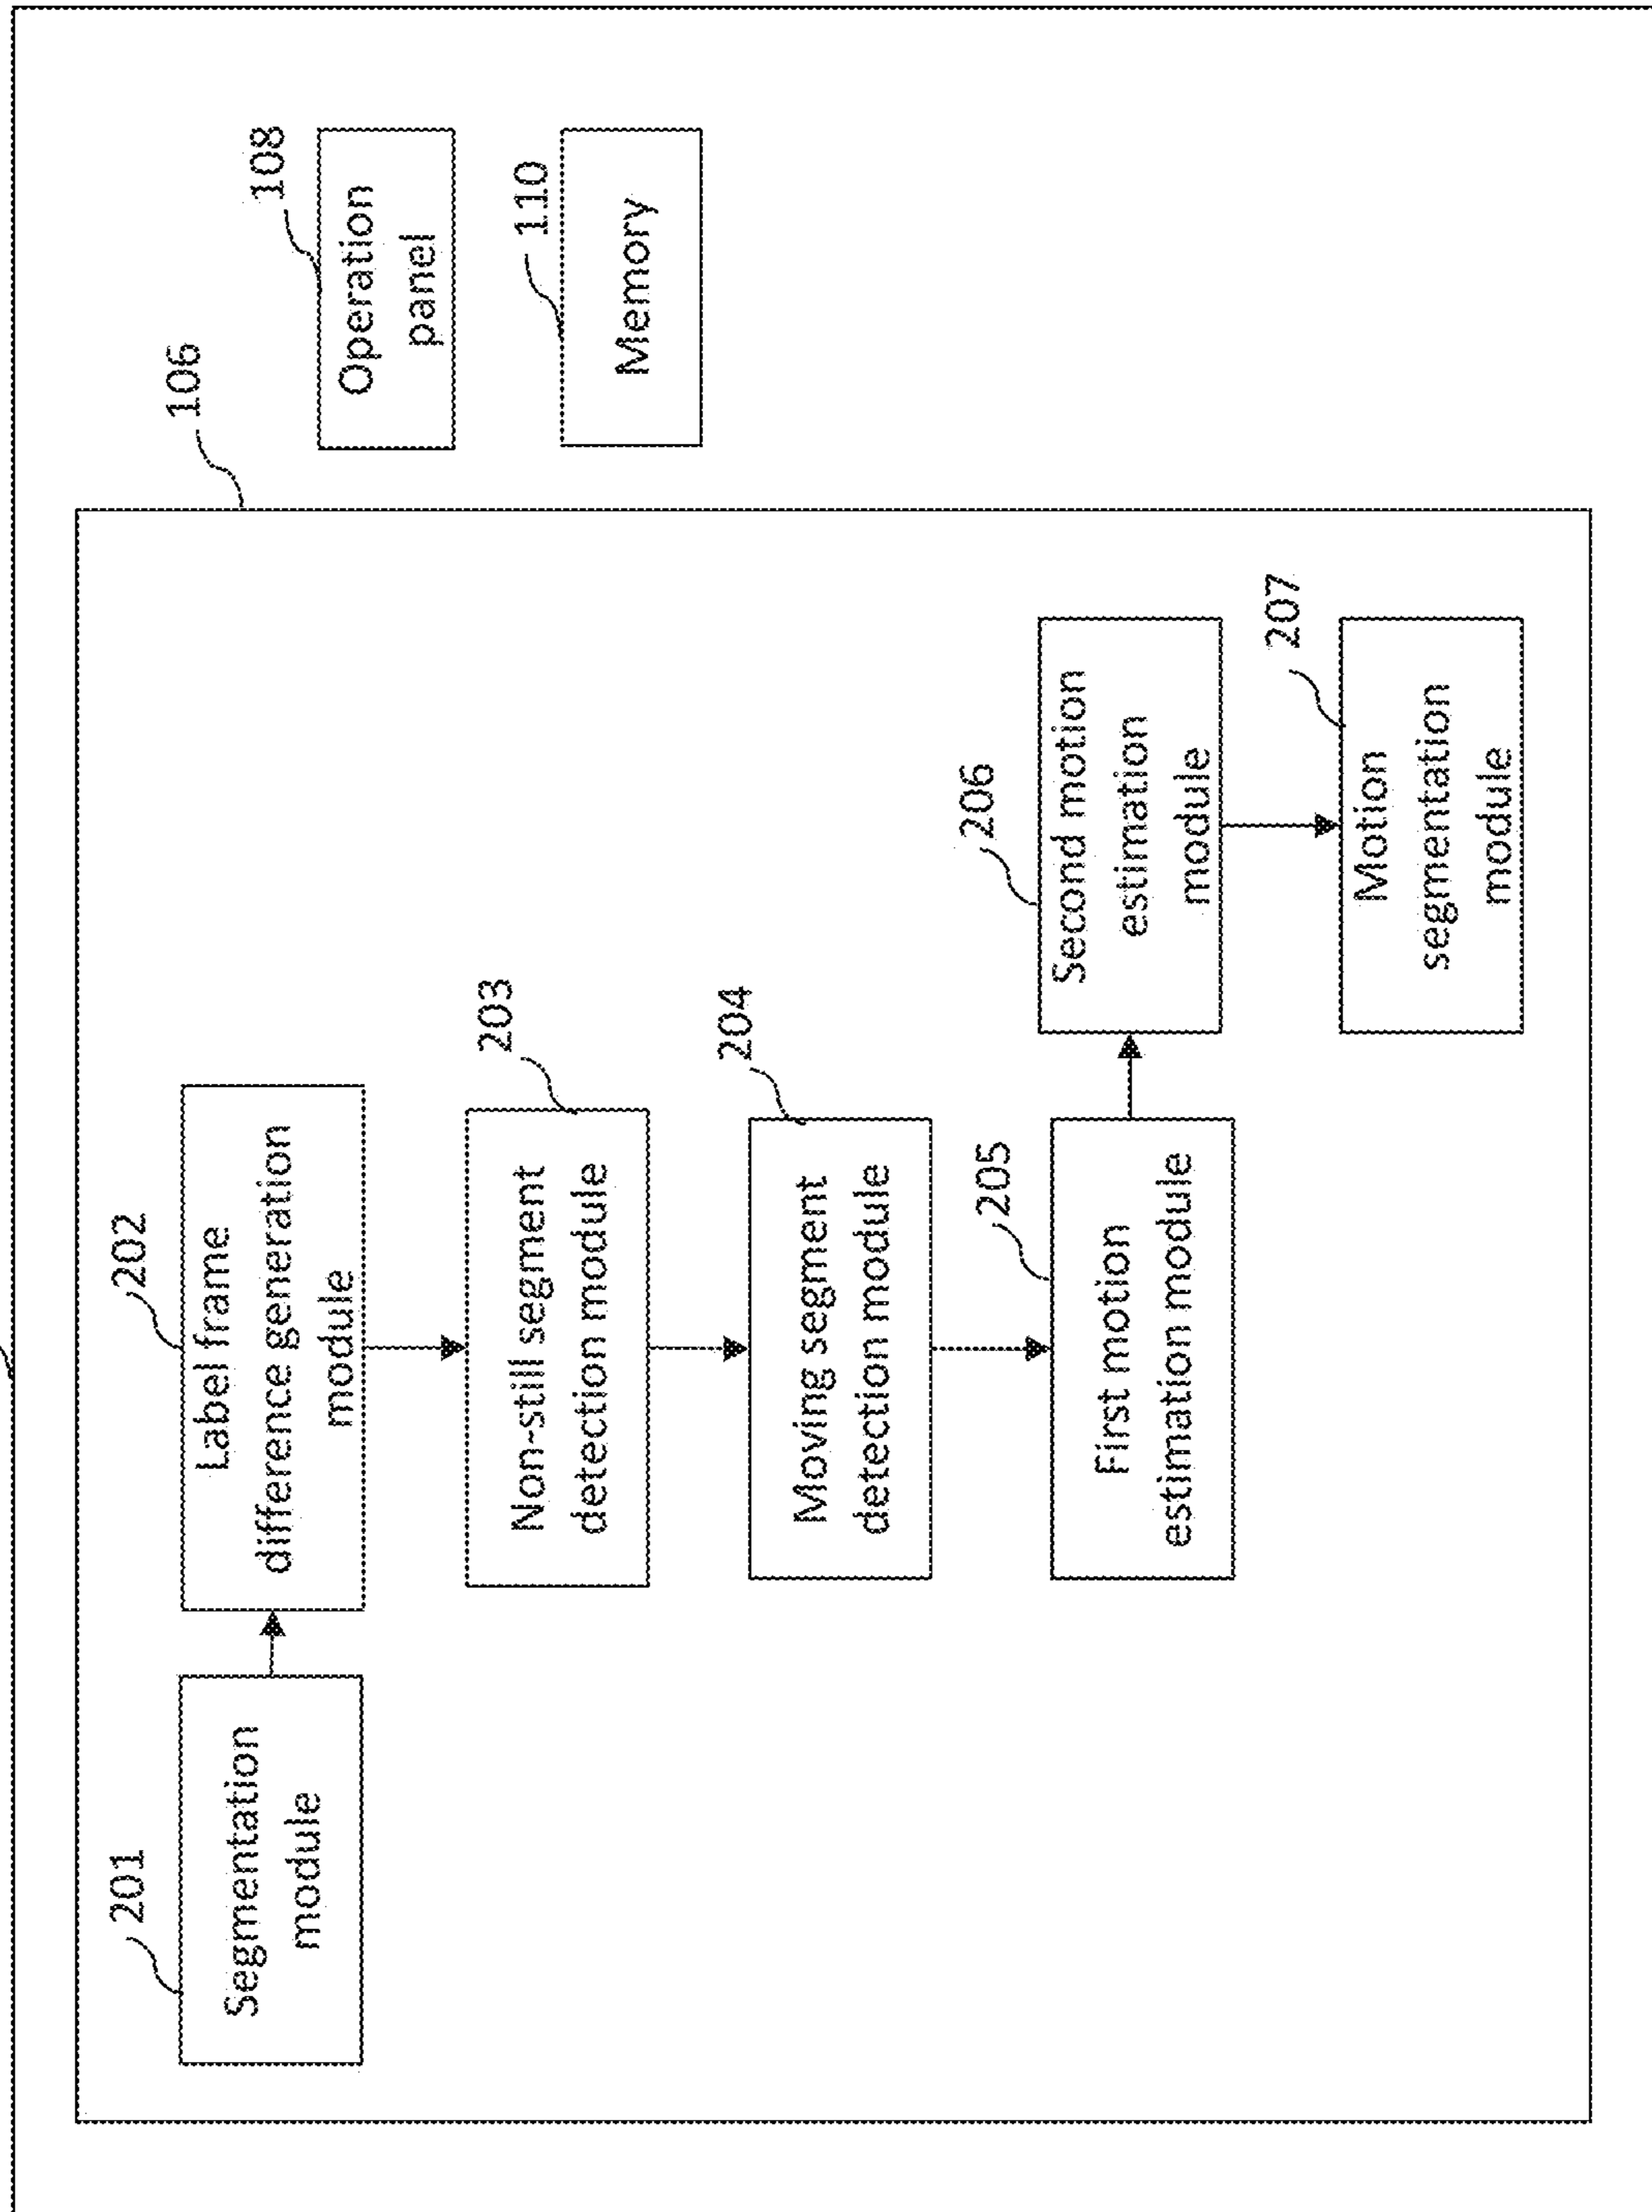 201
Segmentation
module
202
Label frame
difference generation
module
203
Non-still segment
detection module
204
Moving segment
detection module
205
First motion
estimation module
206
Second motion
estimation
module
207
Motion
segmentation
module
106
108
Operation
panel
110
Memory